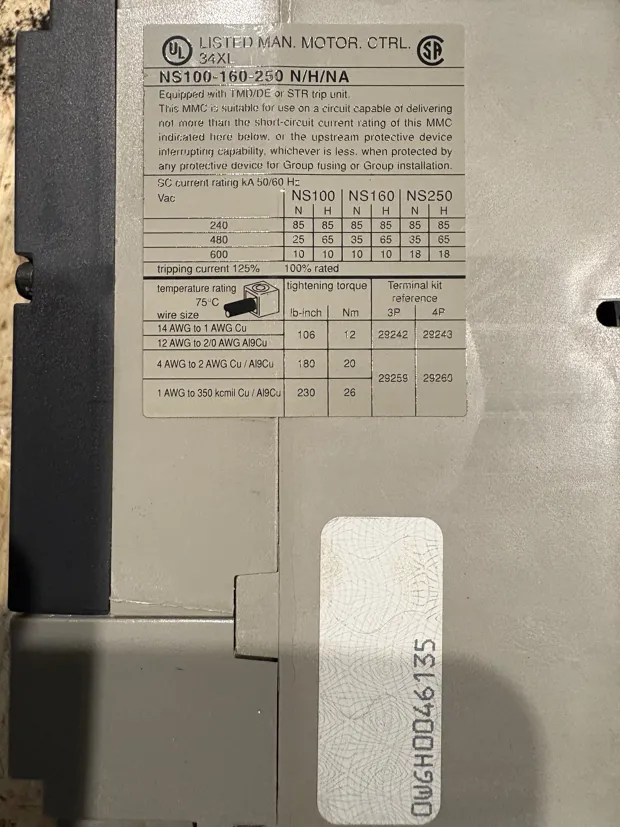 UL LISTED MAN. MOTOR. CTRL. SA
34XL
NS100-160-250 N/H/NA
Equipped with TMD/DE or STR trip unit.
This MMC is suitable for use on a circuit capable of delivering
not more than the short-circuit current rating of this MMC
indicated here below, or the upstream protective device
interrupting capability, whichever is less, when protected by
any protective device for Group fusing or Group installation.
SC current rating kA 50/60 Hz
Vac NS100 NS160 NS250
N H N H N H
240 85 85 85 85 85 85
480 25 65 35 65 35 65
600 10 10 10 10 18 18
tripping current 125% 100% rated
temperature rating tightening torque Terminal kit
75°C reference
wire size lb-inch Nm 3P 4P
14 AWG to 1 AWG Cu
12 AWG to 2/0 AWG Al9Cu 106 12 29242 29243
4 AWG to 2 AWG Cu / Al9Cu 180 20
29259 29260
1 AWG to 350 kcmil Cu / Al9Cu 230 26
0WGH0046135